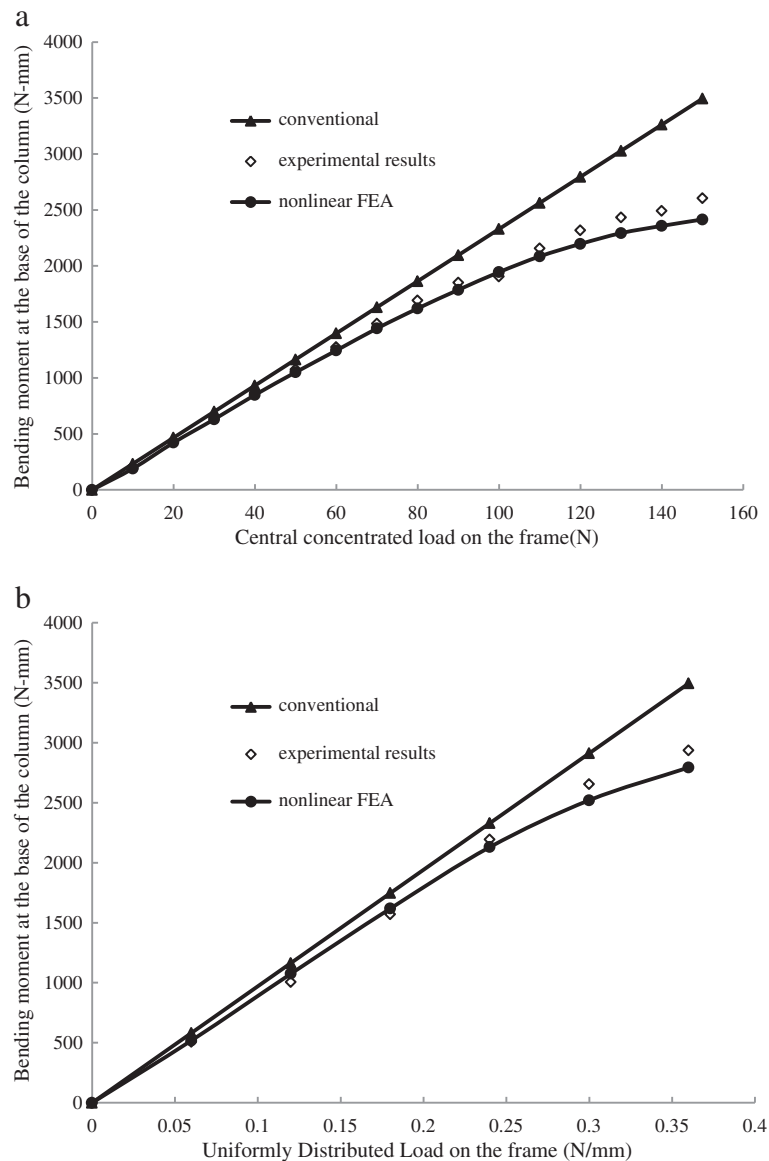 a
Bending moment at the base of the column (N-mm)
4000
3500
3000
2500
2000
1500
1000
500
0
conventional
experimental results
nonlinear FEA
0 20 40 60 80 100 120 140 160
Central concentrated load on the frame(N)
b
Bending moment at the base of the column (N-mm)
4000
3500
3000
2500
2000
1500
1000
500
0
conventional
experimental results
nonlinear FEA
0 0.05 0.1 0.15 0.2 0.25 0.3 0.35 0.4
Uniformly Distributed Load on the frame (N/mm)